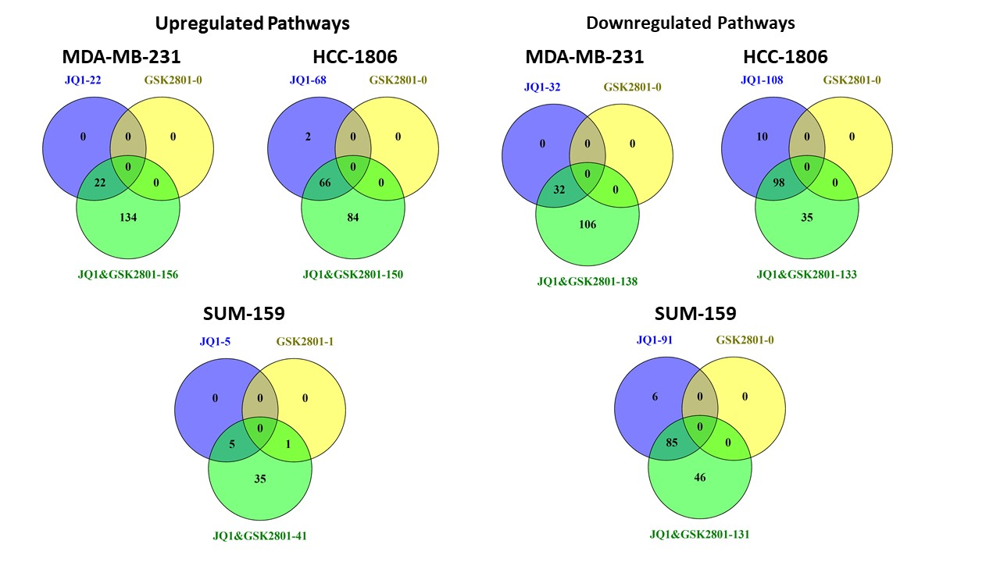 Upregulated Pathways
MDA-MB-231
JQ1-22
GSK2801-0
0
0
0
0
22
0
134
JQ1&GSK2801-156
HCC-1806
JQ1-68
GSK2801-0
2
0
0
0
66
0
84
JQ1&GSK2801-150
SUM-159
JQ1-5
GSK2801-1
0
0
0
0
5
1
35
JQ1&GSK2801-41
Downregulated Pathways
MDA-MB-231
JQ1-32
GSK2801-0
0
0
0
0
32
0
106
JQ1&GSK2801-138
HCC-1806
JQ1-108
GSK2801-0
10
0
0
0
98
0
35
JQ1&GSK2801-133
SUM-159
JQ1-91
GSK2801-0
6
0
0
0
85
0
46
JQ1&GSK2801-131